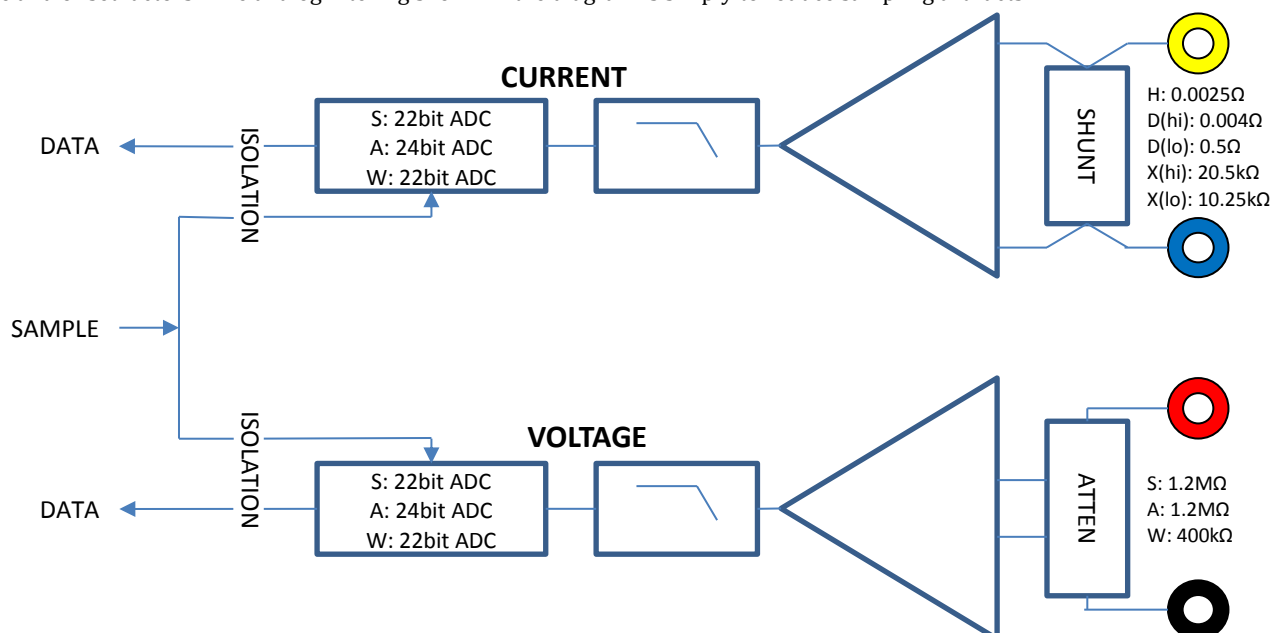 CURRENT
S: 22bit ADC
A: 24bit ADC
W: 22bit ADC
DATA
ISOLATION
SHUNT
H: 0.0025Ω
D(hi): 0.004Ω
D(lo): 0.5Ω
X(hi): 20.5kΩ
X(lo): 10.25kΩ
SAMPLE
VOLTAGE
ISOLATION
S: 22bit ADC
A: 24bit ADC
W: 22bit ADC
DATA
ATTEN
S: 1.2MΩ
A: 1.2MΩ
W: 400kΩ